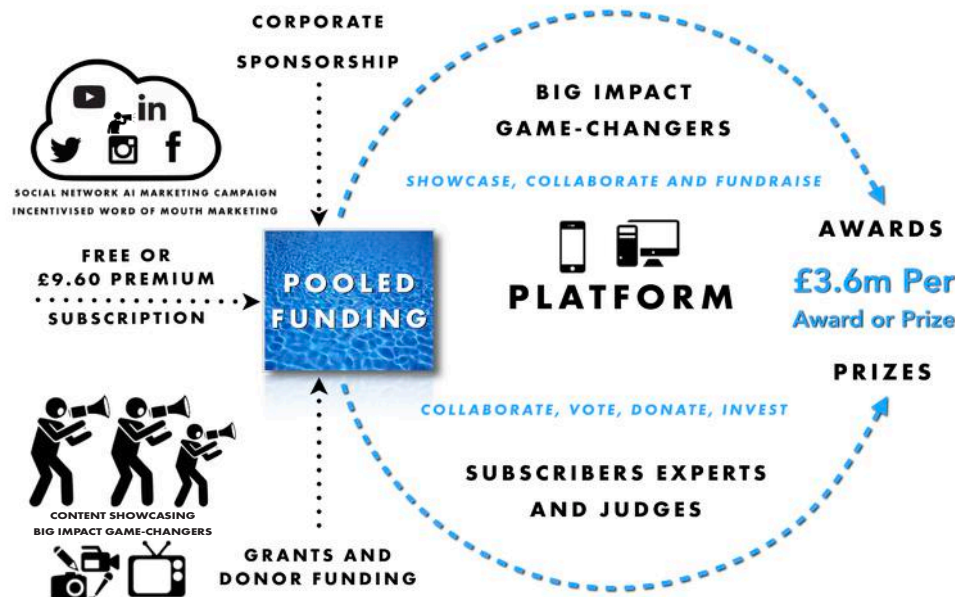 CORPORATE
SPONSORSHIP
in
f
SOCIAL NETWORK AI MARKETING CAMPAIGN
INCENTIVISED WORD OF MOUTH MARKETING
FREE OR
£9.60 PREMIUM
SUBSCRIPTION
POOLED
FUNDING
BIG IMPACT
GAME-CHANGERS
SHOWCASE, COLLABORATE AND FUNDRAISE
PLATFORM
AWARDS
£3.6m Per
Award or Prize
PRIZES
COLLABORATE, VOTE, DONATE, INVEST
SUBSCRIBERS EXPERTS
AND JUDGES
CONTENT SHOWCASING
BIG IMPACT GAME-CHANGERS
GRANTS AND
DONOR FUNDING